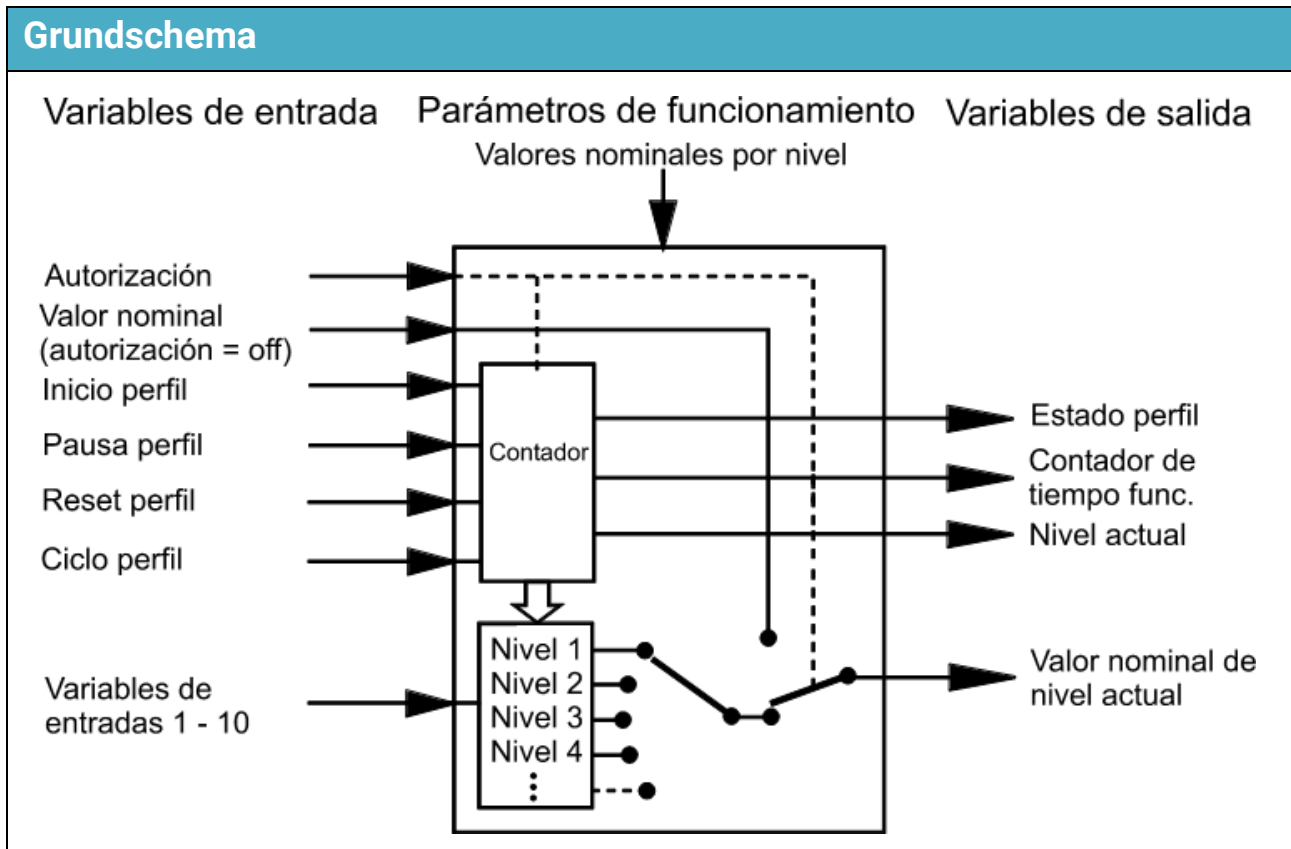 Grundschema
Variables de entrada
Parámetros de funcionamiento
Variables de salida
Valores nominales por nivel
Autorización
Valor nominal
(autorización = off)
Inicio perfil
Pausa perfil
Reset perfil
Ciclo perfil
Variables de
entradas 1 - 10
Contador
Nivel 1
Nivel 2
Nivel 3
Nivel 4
Estado perfil
Contador de
tiempo func.
Nivel actual
Valor nominal de
nivel actual